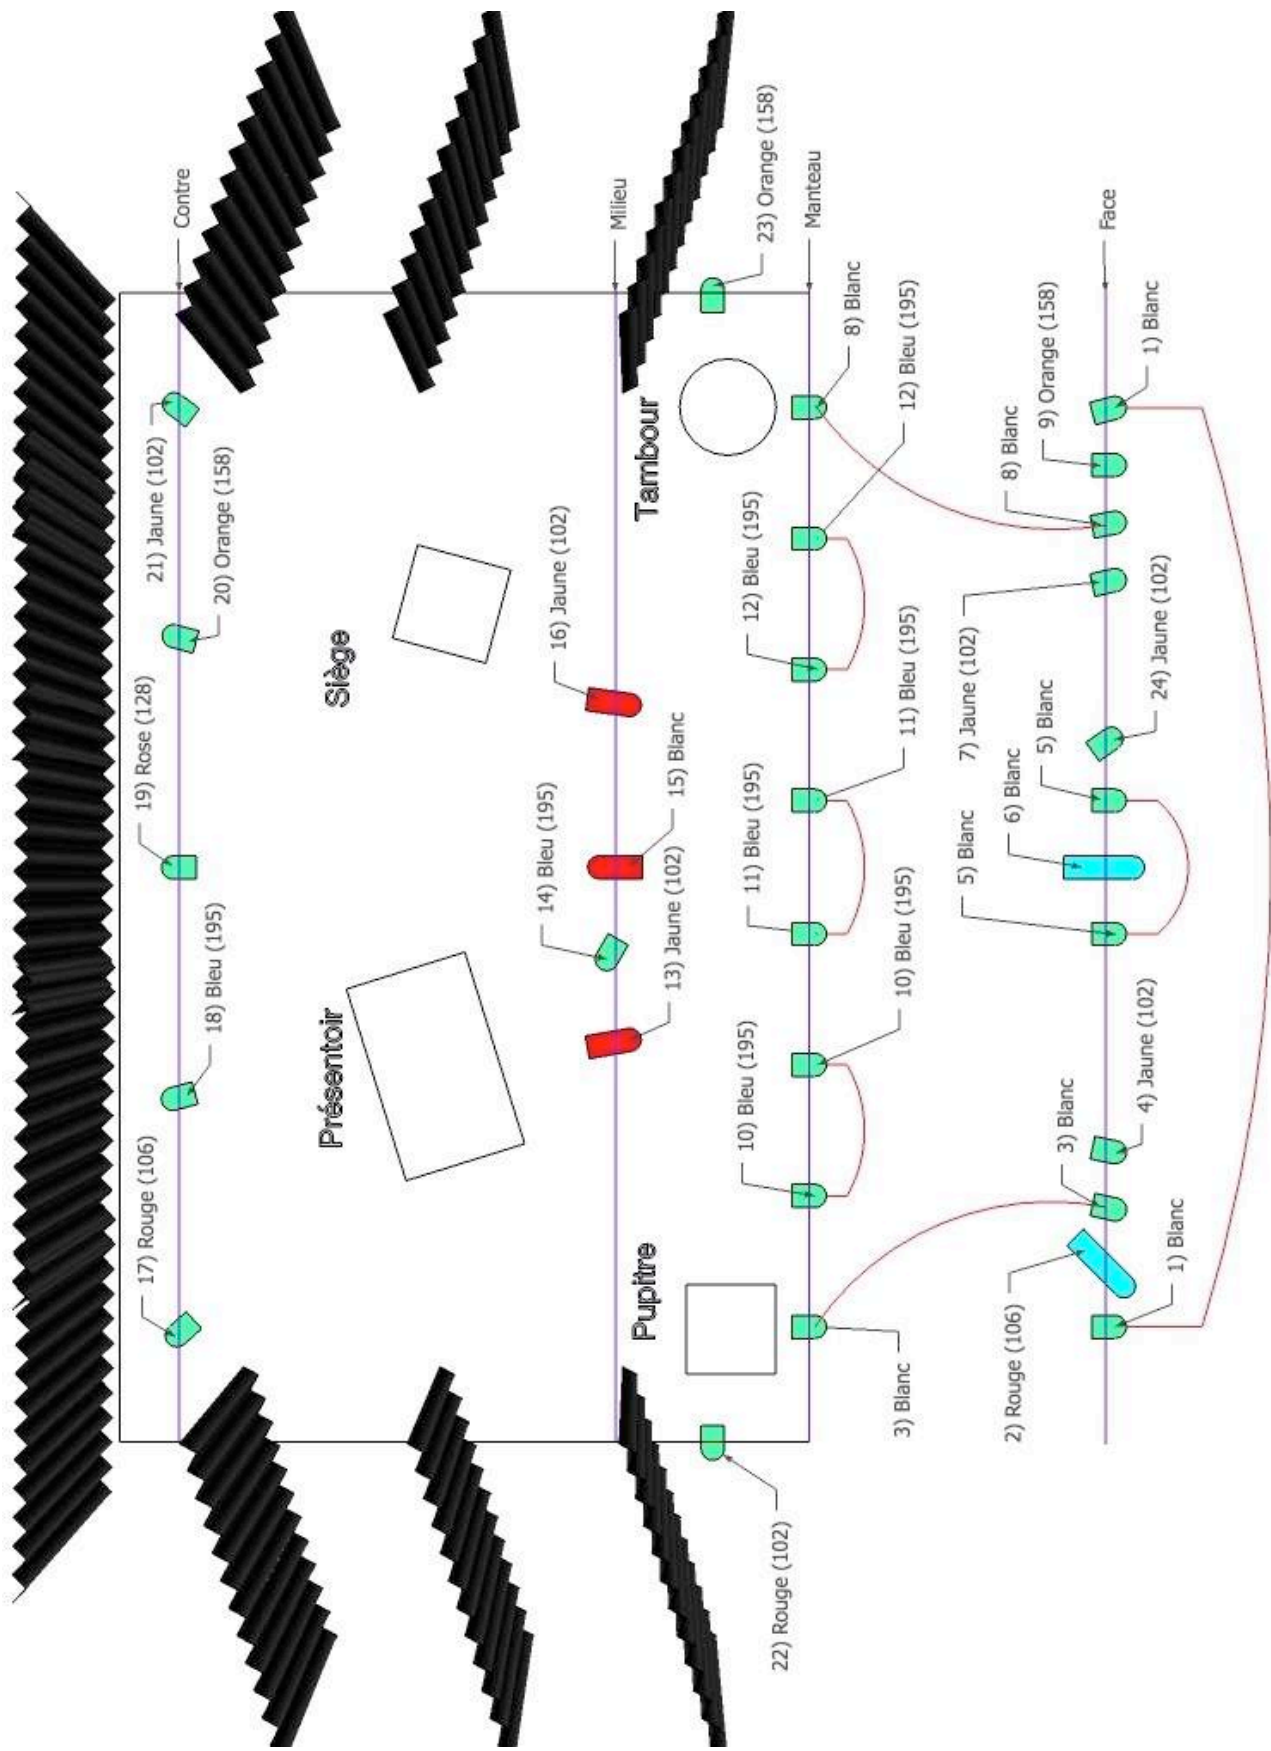 17) Rouge (106)
18) Bleu (195)
19) Rose (128)
20) Orange (158)
21) Jaune (102)
Contre
Présentoir
Siège
13) Jaune (102)
14) Bleu (195)
15) Blanc
16) Jaune (102)
Milieu
Pupitre
Tambour
22) Rouge (102)
23) Orange (158)
3) Blanc
10) Bleu (195)
10) Bleu (195)
11) Bleu (195)
11) Bleu (195)
12) Bleu (195)
12) Bleu (195)
8) Blanc
Manteau
2) Rouge (106)
1) Blanc
3) Blanc
4) Jaune (102)
5) Blanc
6) Blanc
5) Blanc
24) Jaune (102)
7) Jaune (102)
8) Blanc
9) Orange (158)
1) Blanc
Face